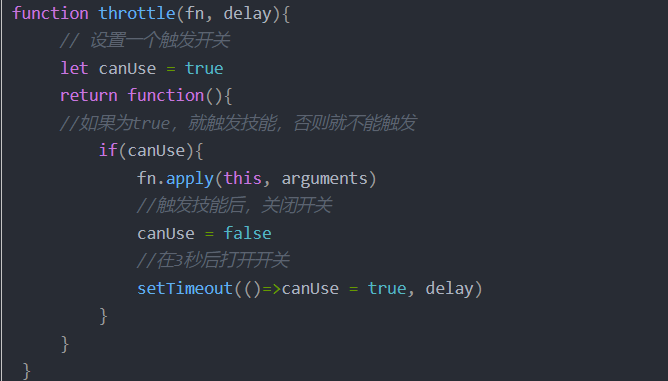 function throttle(fn, delay){
// 设置一个触发开关
let canUse = true
return function(){
//如果为true，就触发技能，否则就不能触发
if(canUse){
fn.apply(this, arguments)
//触发技能后，关闭开关
canUse = false
//在3秒后打开开关
setTimeout(()=>canUse = true, delay)
}
}
}